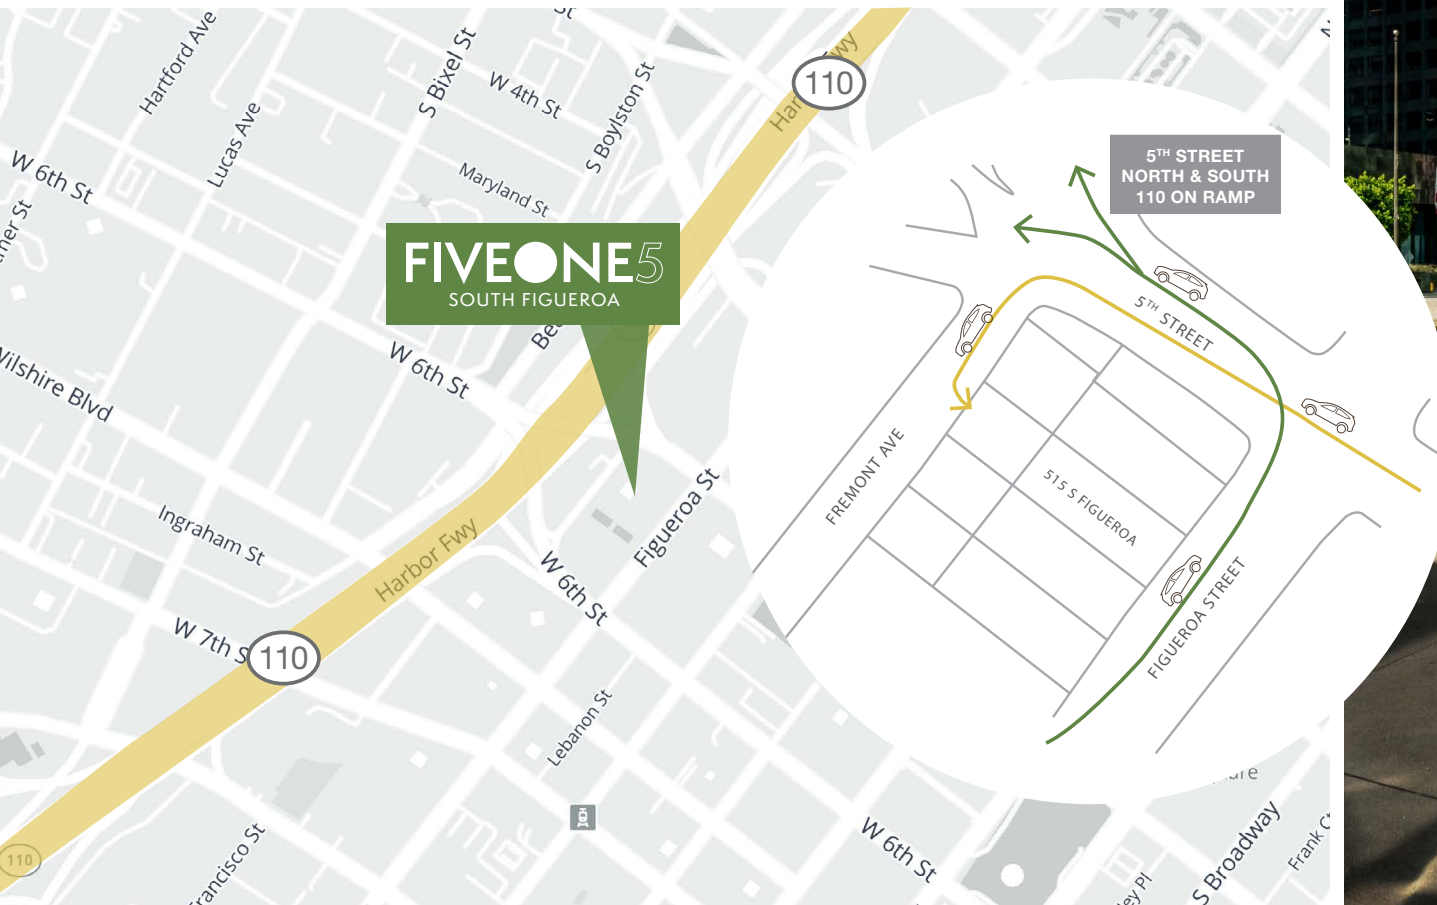 Hartford Ave
Lucas Ave
S Bixel St
W 4th St
S Boylston St
St
Harbor Fwy
110
W 6th St
Maryland St
FIVEONE5
SOUTH FIGUEROA
W 6th St
Wilshire Blvd
Ingraham St
W 7th S
110
Harbor Fwy
W 6th St
Figueroa St
Lebanon St
110
W 6th St
S Broadway
5TH STREET
NORTH & SOUTH
110 ON RAMP
5TH STREET
FREMONT AVE
515 S FIGUEROA
FIGUEROA STREET